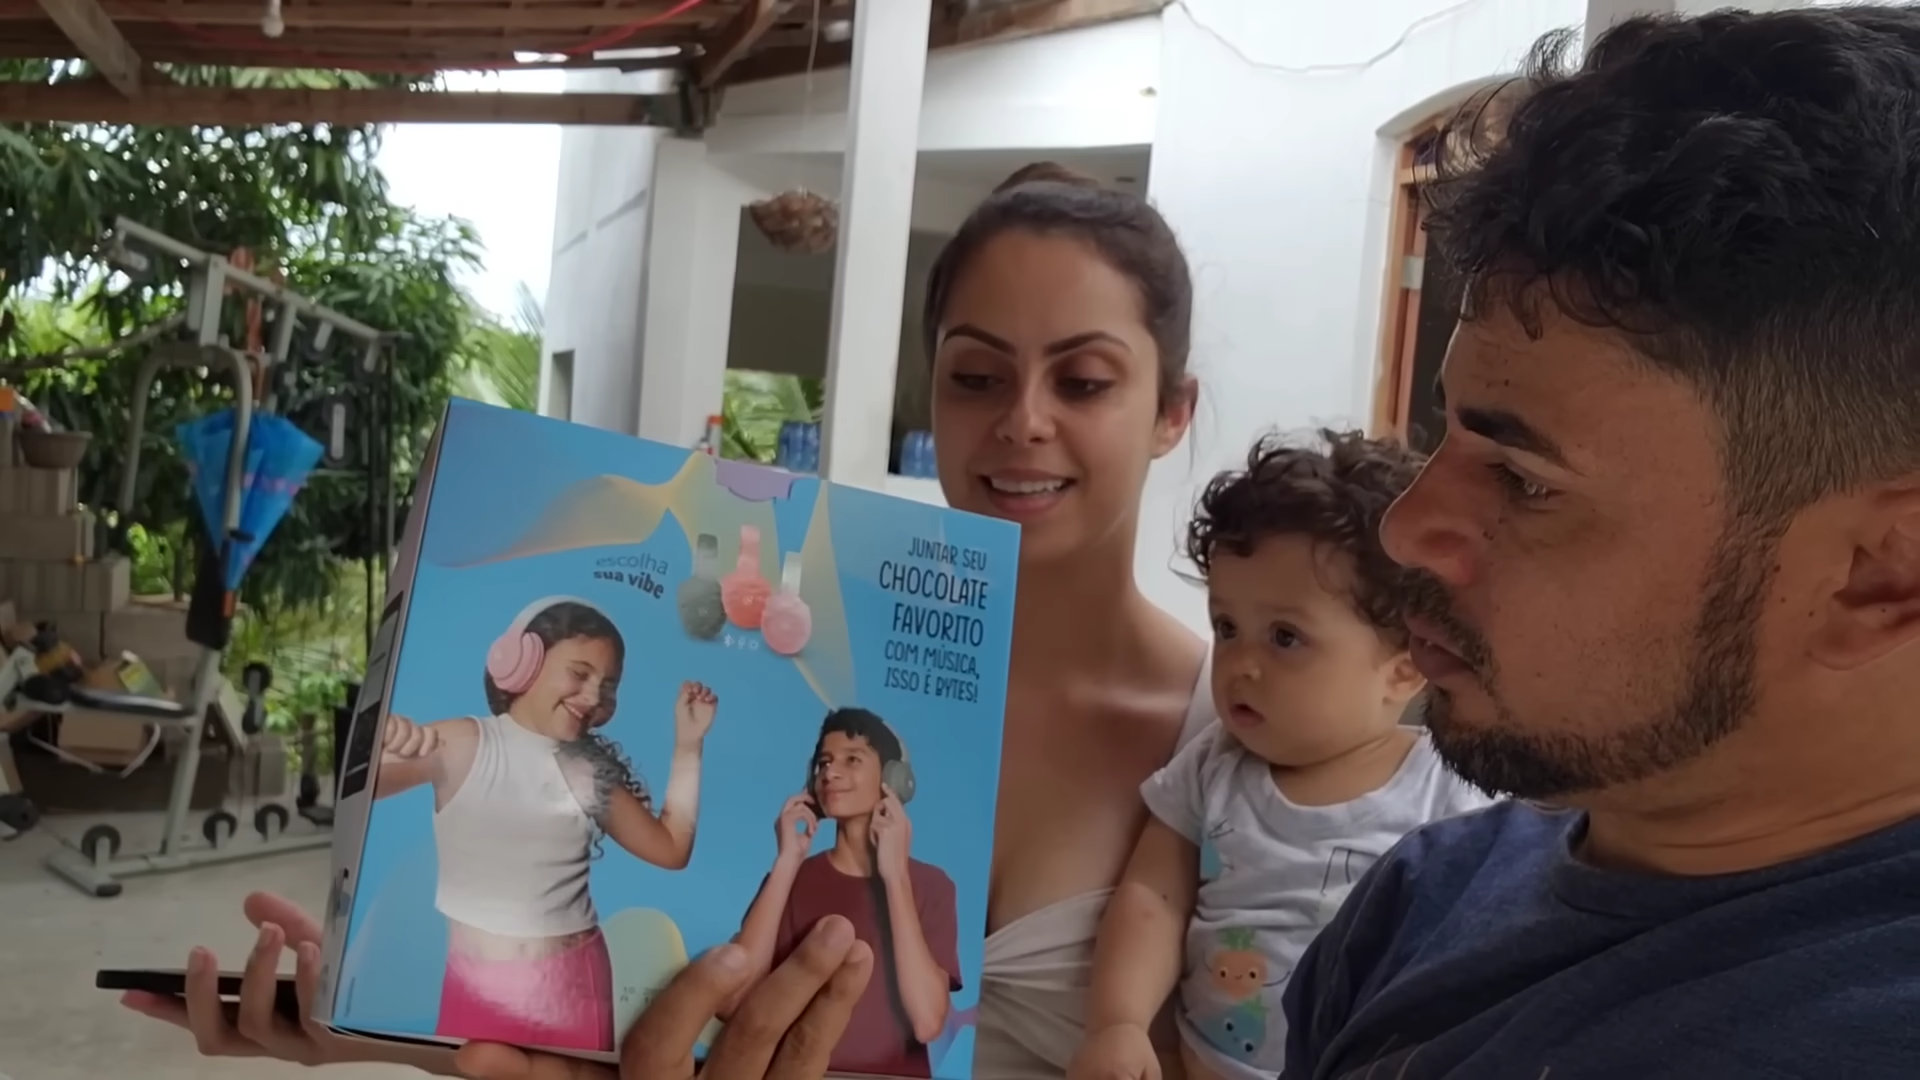 escolha
sua vibe
JUNTAR SEU
CHOCOLATE
FAVORITO
COM MÚSICA,
ISSO É BYTES!